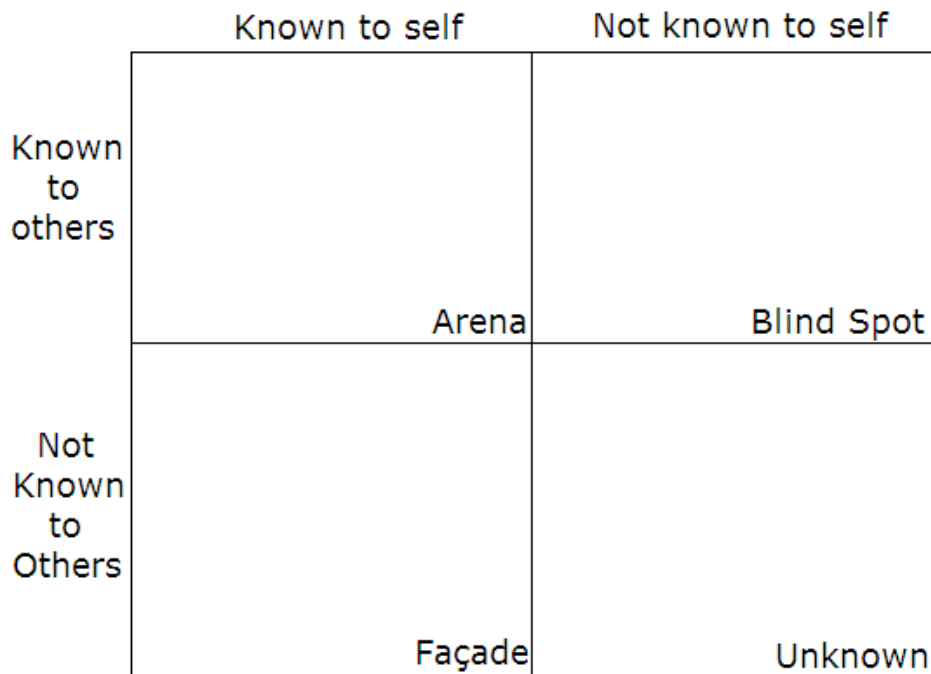 Known to self
Not known to self
Known
to
others
Arena
Blind Spot
Not
Known
to
Others
Façade
Unknown